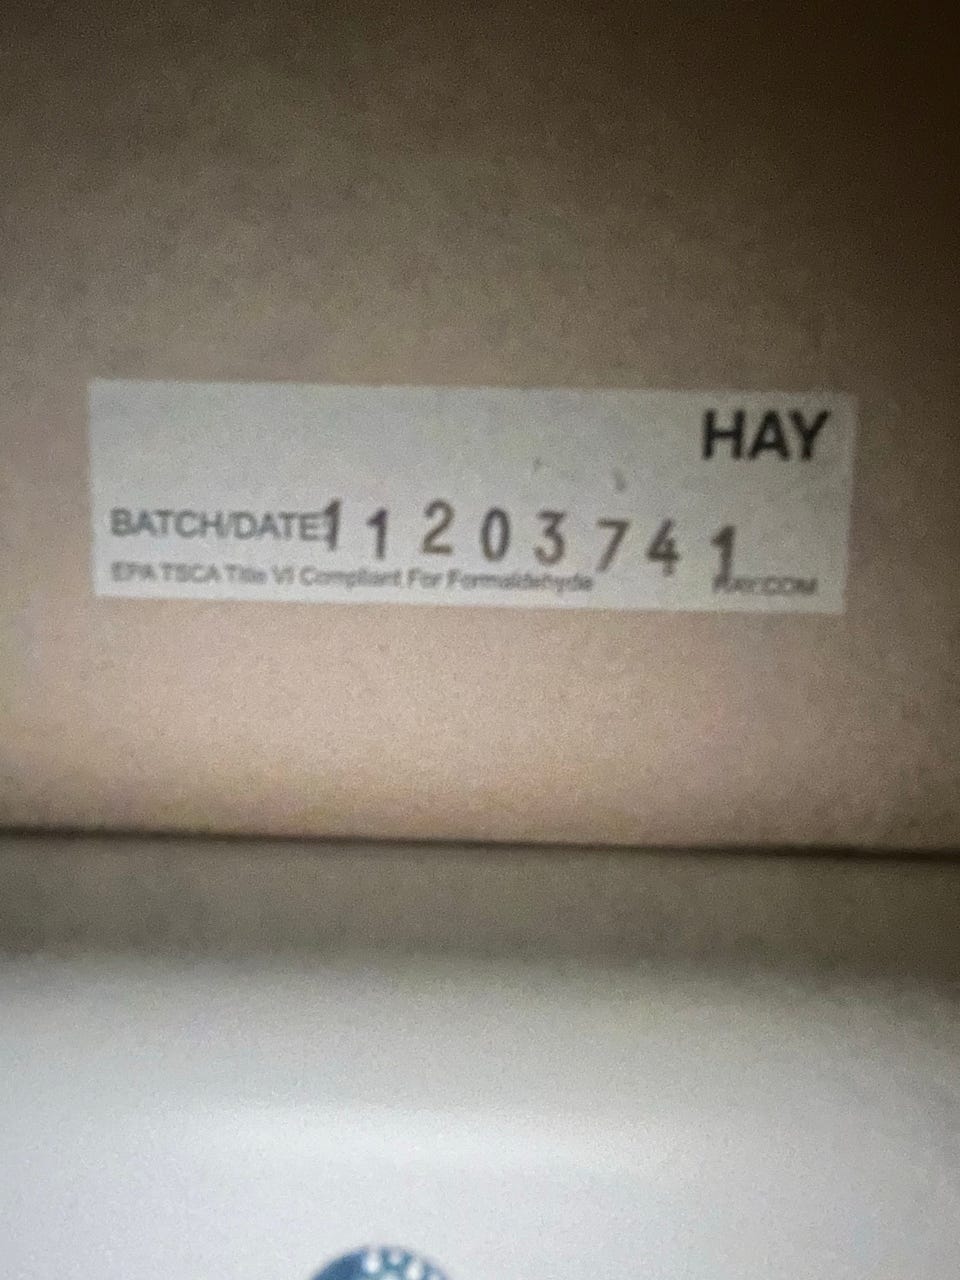 HAY
BATCH/DATE 1 1 2 0 3 7 4 1
EPA TSCA Title VI Compliant For Formaldehyde
HAY.COM